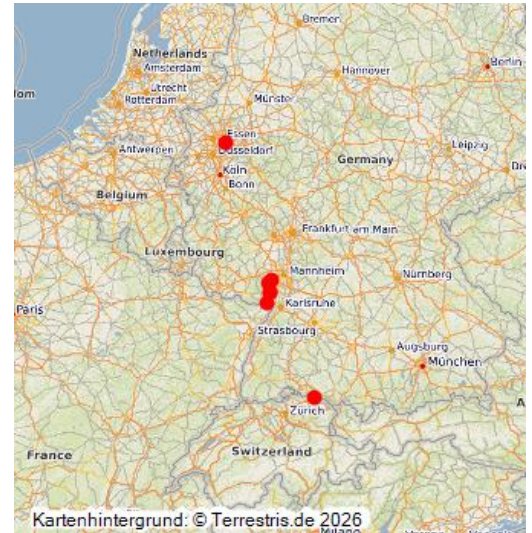 Bremen
Netherlands
Berlin
Amsterdam
Hannover
dom
Utrecht
Münster
Rotterdam
Essen
Leipzig
Antwerpen
Düsseldorf
Germany
Köln
Belgium
Bonn
Frankfurt am Main
Luxembourg
Mannheim
Nürnberg
Paris
Karlsruhe
Strasbourg
Augsburg
München
Zürich
France
Switzerland
Kartenhintergrund: © Terrestris.de 2026